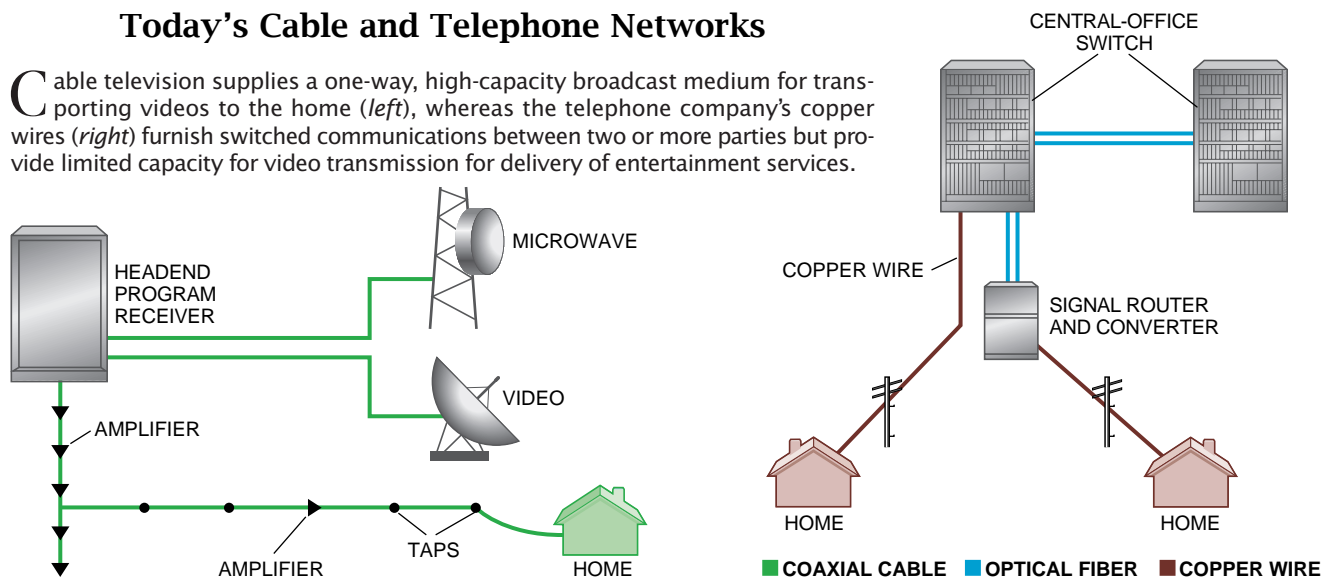 Today's Cable and Telephone Networks
Cable television supplies a one-way, high-capacity broadcast medium for trans-
porting videos to the home (left), whereas the telephone company's copper
wires (right) furnish switched communications between two or more parties but pro-
vide limited capacity for video transmission for delivery of entertainment services.
HEADEND
PROGRAM
RECEIVER
MICROWAVE
VIDEO
AMPLIFIER
AMPLIFIER
TAPS
HOME
CENTRAL-OFFICE
SWITCH
COPPER WIRE
SIGNAL ROUTER
AND CONVERTER
HOME
HOME
COAXIAL CABLE
OPTICAL FIBER
COPPER WIRE